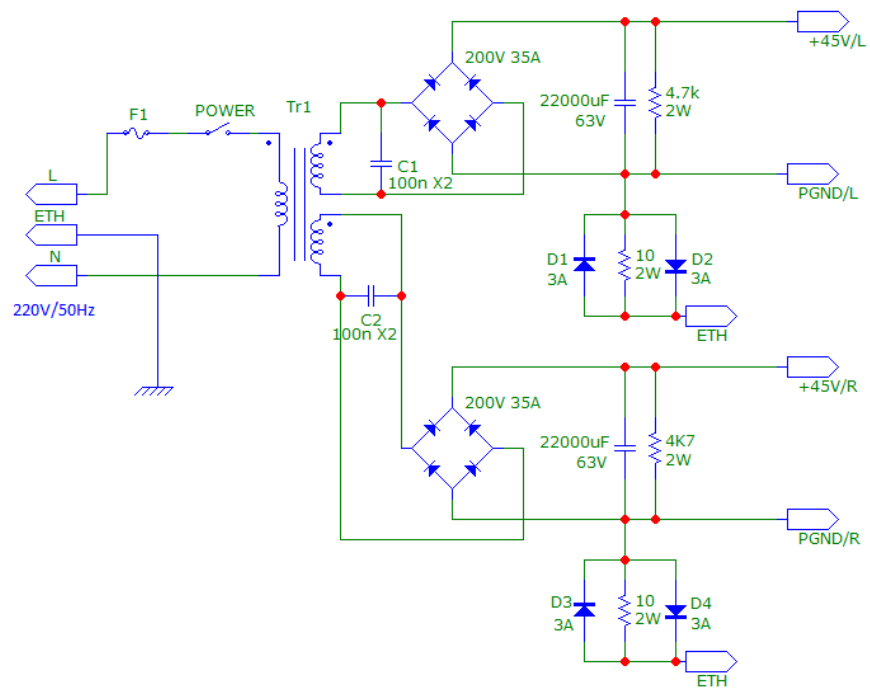 +45V/L
200V 35A
4.7k
2W
22000uF
63V
F1
POWER
Tr1
C1
100n X2
L
ETH
N
220V/50Hz
PGND/L
D1
3A
10
2W
D2
3A
ETH
C2
100n X2
+45V/R
200V 35A
22000uF
63V
4K7
2W
PGND/R
D3
3A
10
2W
D4
3A
ETH